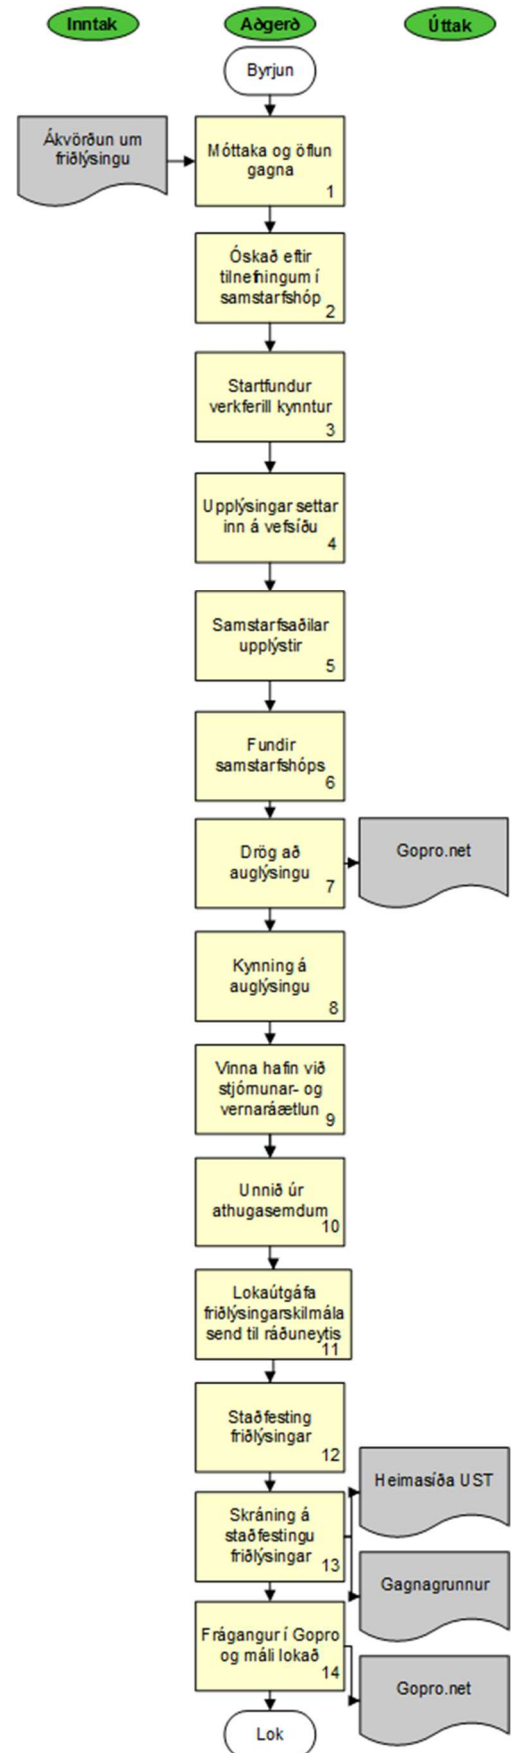 Inntak
Aðgerð
Úttak
Byrjun
Ákvörðun um
friðlýsingu
Móttaka og öflun
gagna
1
Óskað eftir
tilnefningum í
samstarfshóp
2
Startfundur
verkferill kynntur
3
Upplýsingar settar
inn á vefsíðu
4
Samstarfsaðilar
upplýstir
5
Fundir
samstarfshóps
6
Drög að
auglýsingu
7
Gopro.net
Kynning á
auglýsingu
8
Vinna hafin við
stjórnunar- og
vernaráætlun
9
Unnið úr
athugasemdum
10
Lokaútgáfa
friðlýsingarskilmála
send til ráðuneytis
11
Staðfesting
friðlýsingar
12
Heimasíða UST
Skráning á
staðfestingu
friðlýsingar
13
Gagnagrunnur
Frágangur í Gopro
og máli lokað
14
Gopro.net
Lok